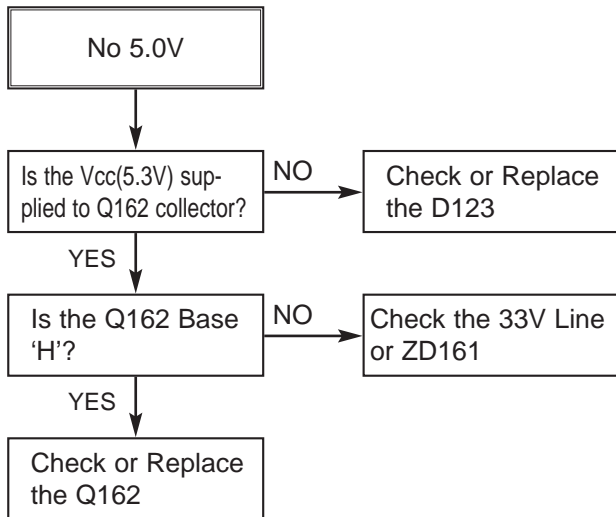 No 5.0V
Is the Vcc(5.3V) sup-
plied to Q162 collector?
NO
Check or Replace
the D123
YES
Is the Q162 Base
‘H’?
NO
Check the 33V Line
or ZD161
YES
Check or Replace
the Q162